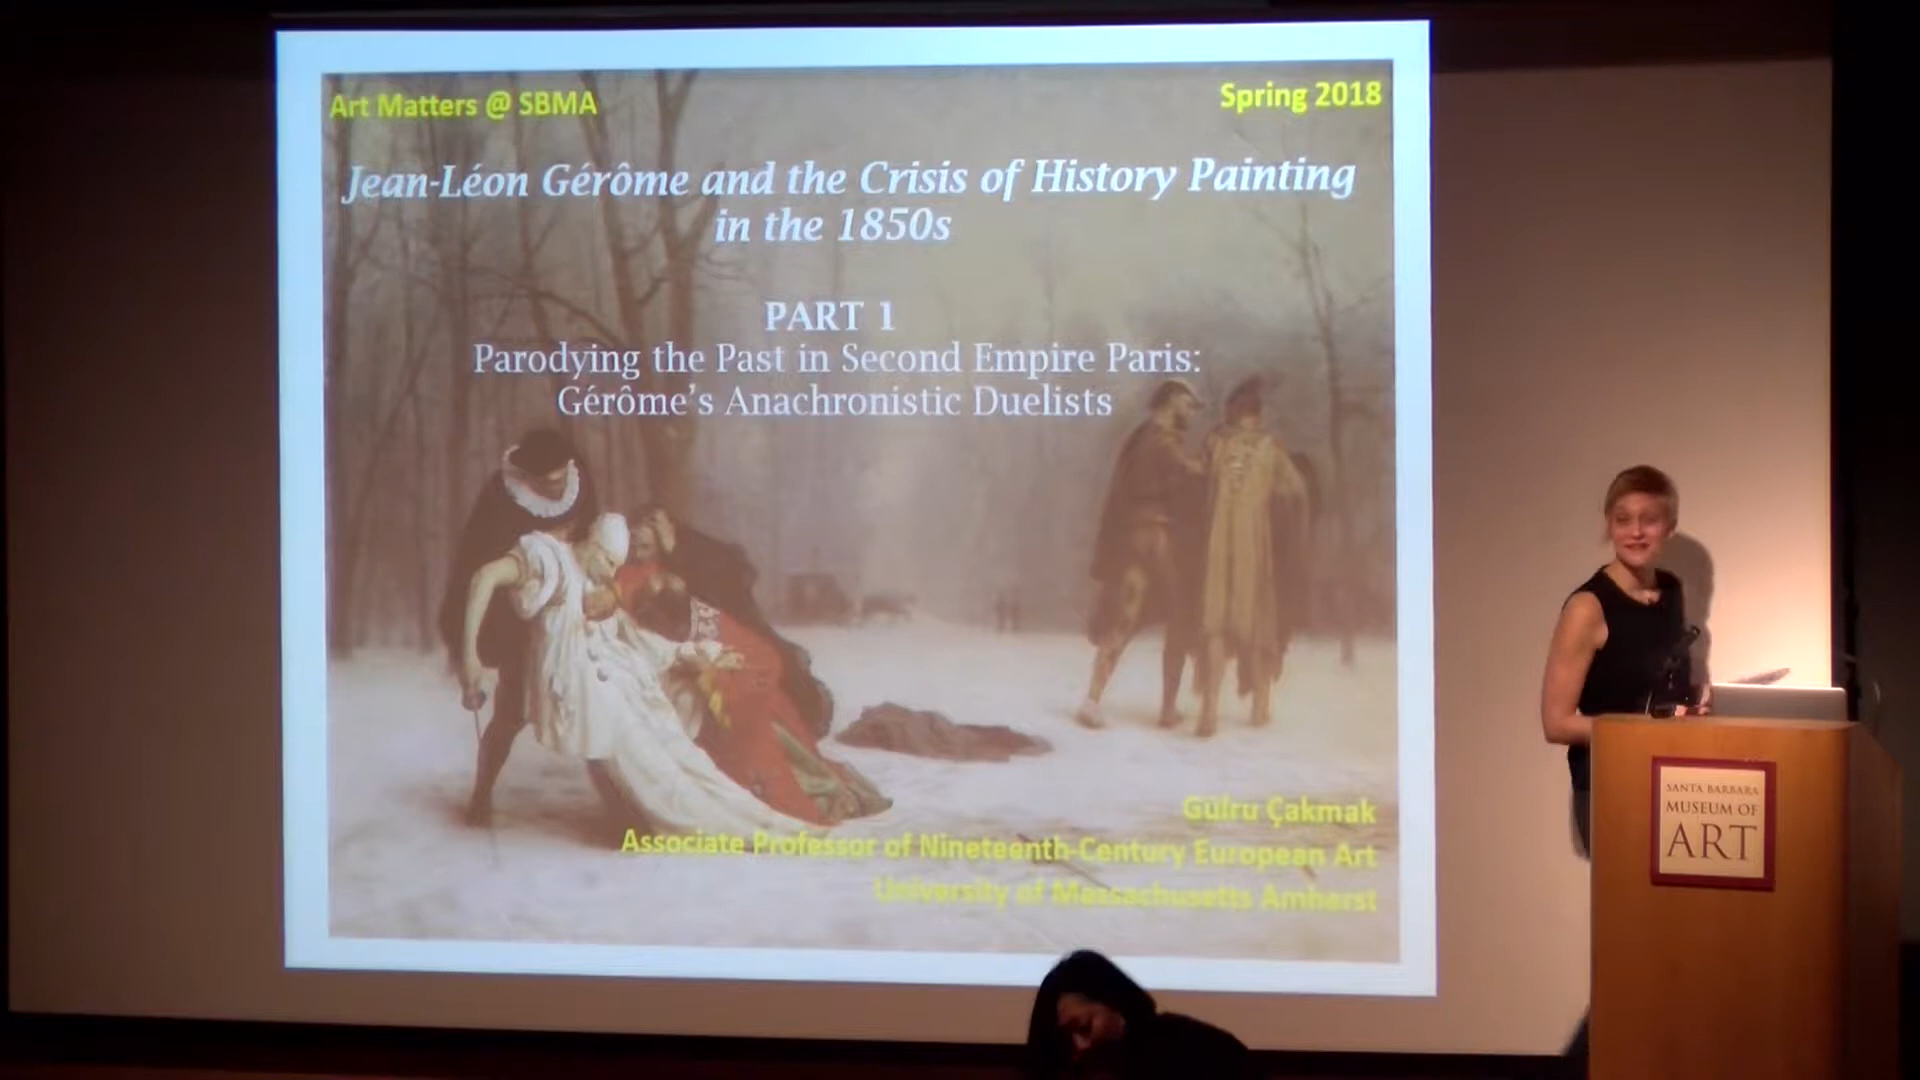 Art Matters @ SBMA
Spring 2018
Jean-Léon Gérôme and the Crisis of History Painting
in the 1850s
PART 1
Parodying the Past in Second Empire Paris:
Gérôme's Anachronistic Duelists
Gülru Çakmak
Associate Professor of Nineteenth-Century European Art
University of Massachusetts Amherst
SANTA BARBARA
MUSEUM OF
ART